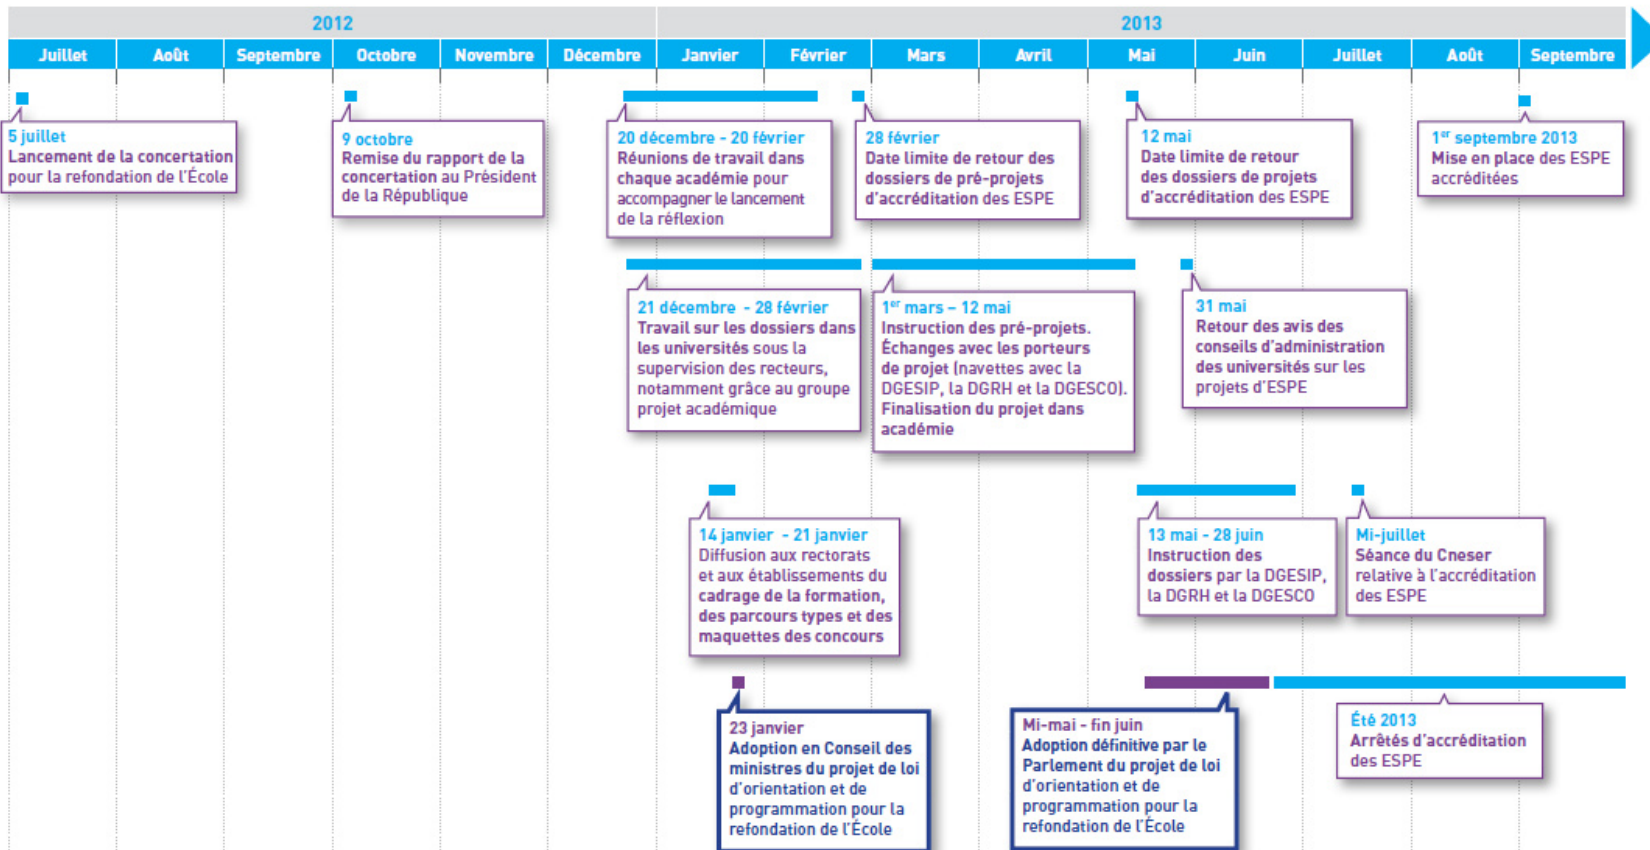 2012
2013
Juillet
Août
Septembre
Octobre
Novembre
Décembre
Janvier
Février
Mars
Avril
Mai
Juin
Juillet
Août
Septembre
5 juillet
Lancement de la concertation
pour la refondation de l'École
9 octobre
Remise du rapport de la
concertation au Président
de la République
20 décembre - 20 février
Réunions de travail dans
chaque académie pour
accompagner le lancement
de la réflexion
28 février
Date limite de retour des
dossiers de pré-projets
d'accréditation des ESPE
12 mai
Date limite de retour
des dossiers de projets
d'accréditation des ESPE
1er septembre 2013
Mise en place des ESPE
accréditées
21 décembre - 28 février
Travail sur les dossiers dans
les universités sous la
supervision des recteurs,
notamment grâce au groupe
projet académique
1er mars – 12 mai
Instruction des pré-projets.
Échanges avec les porteurs
de projet (navettes avec la
DGESIP, la DGRH et la DGESCO).
Finalisation du projet dans
académie
31 mai
Retour des avis des
conseils d'administration
des universités sur les
projets d'ESPE
14 janvier - 21 janvier
Diffusion aux rectorats
et aux établissements du
cadrage de la formation,
des parcours types et des
maquettes des concours
13 mai - 28 juin
Instruction des
dossiers par la DGESIP,
la DGRH et la DGESCO
Mi-juillet
Séance du Cneser
relative à l'accréditation
des ESPE
23 janvier
Adoption en Conseil des
ministres du projet de loi
d'orientation et de
programmation pour la
refondation de l'École
Mi-mai - fin juin
Adoption définitive par le
Parlement du projet de loi
d'orientation et de
programmation pour la
refondation de l'École
Été 2013
Arrêtés d'accréditation
des ESPE